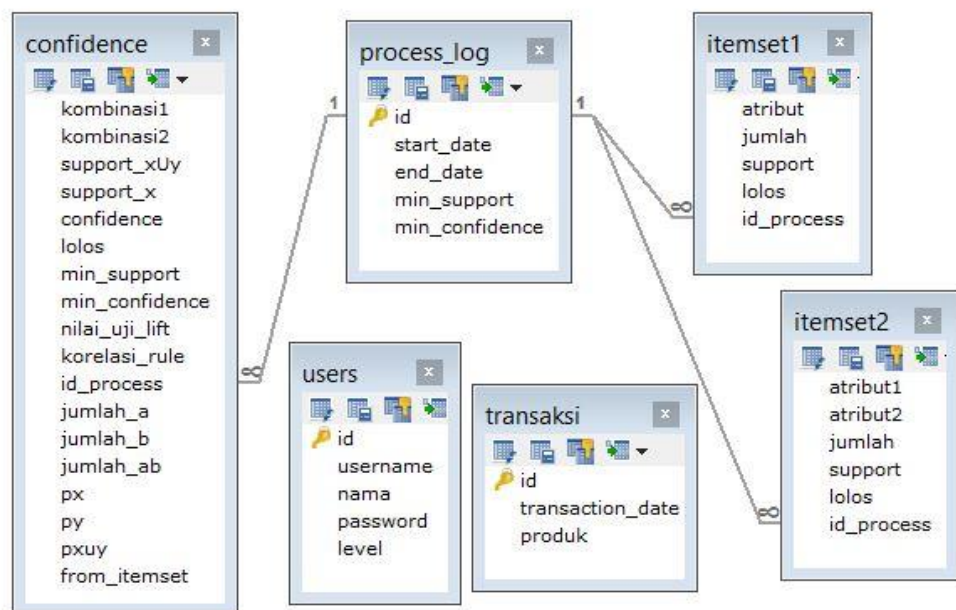 confidence
kombinasi1
kombinasi2
support_xUy
support_x
confidence
lolos
min_support
min_confidence
nilai_uji_lift
korelasi_rule
id_process
jumlah_a
jumlah_b
jumlah_ab
px
py
pxuy
from_itemset
1
∞
process_log
id
start_date
end_date
min_support
min_confidence
1
∞
∞
itemset1
atribut
jumlah
support
lolos
id_process
users
id
username
nama
password
level
transaksi
id
transaction_date
produk
itemset2
atribut1
atribut2
jumlah
support
lolos
id_process